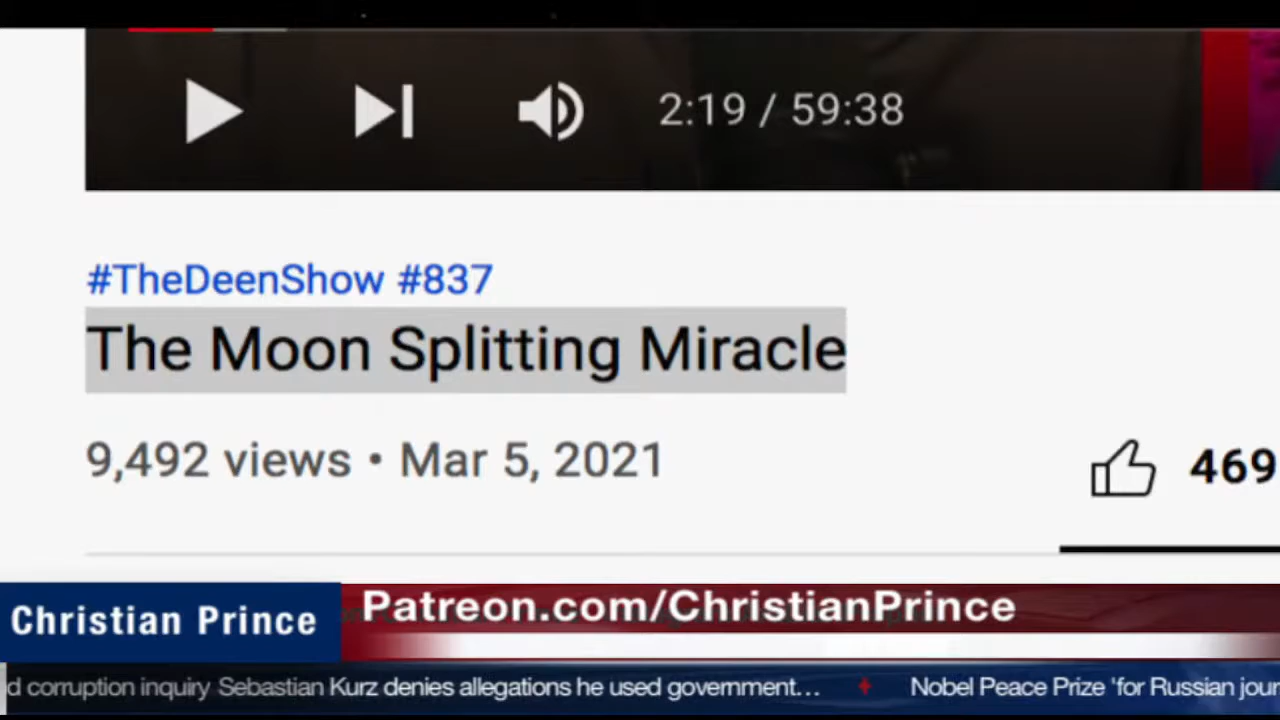 2:19 / 59:38
#TheDeenShow #837
The Moon Splitting Miracle
9,492 views • Mar 5, 2021
469
Christian Prince
Patreon.com/ChristianPrince
d corruption inquiry Sebastian Kurz denies allegations he used government... Nobel Peace Prize 'for Russian jour